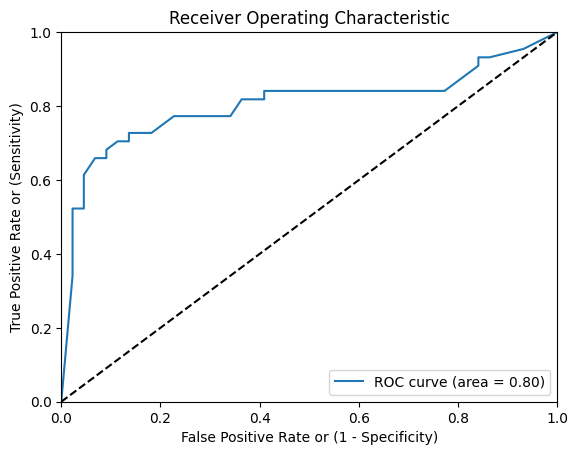 Receiver Operating Characteristic
True Positive Rate or (Sensitivity)
1.0
0.8
0.6
0.4
0.2
0.0
ROC curve (area = 0.80)
0.0 0.2 0.4 0.6 0.8 1.0
False Positive Rate or (1 - Specificity)